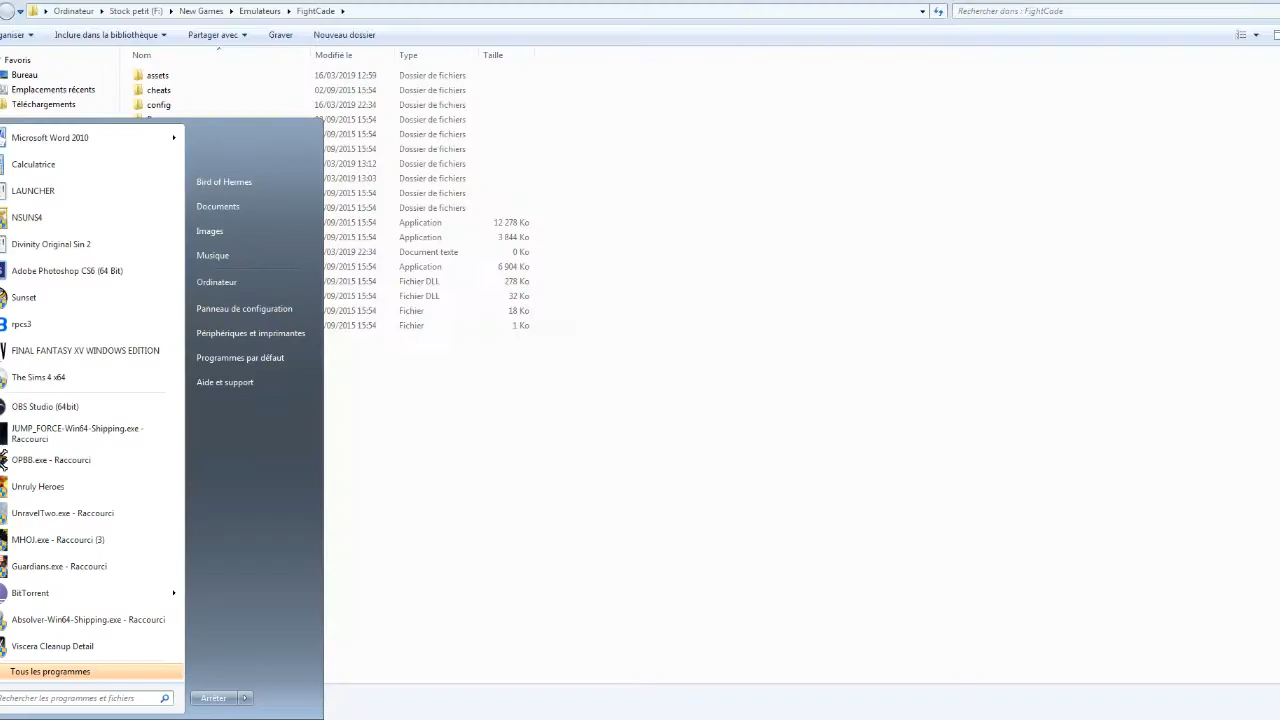 Ordinateur Stock petit (F:) New Games Emulateurs FightCade Rechercher dans : FightCade
Inclure dans la bibliothèque Partager avec Graver Nouveau dossier
Favoris
Bureau
Emplacements récents
Téléchargements
Nom Modifié le Type Taille
assets 16/03/2019 12:59 Dossier de fichiers
cheats 02/09/2015 15:54 Dossier de fichiers
config 16/03/2019 22:34 Dossier de fichiers
/09/2015 15:54 Dossier de fichiers
/09/2015 15:54 Dossier de fichiers
/09/2015 15:54 Dossier de fichiers
/03/2019 13:12 Dossier de fichiers
/03/2019 13:03 Dossier de fichiers
/09/2015 15:54 Dossier de fichiers
/09/2015 15:54 Dossier de fichiers
/09/2015 15:54 Application 12 278 Ko
/09/2015 15:54 Application 3 844 Ko
/03/2019 22:34 Document texte 0 Ko
/09/2015 15:54 Application 6 904 Ko
/09/2015 15:54 Fichier DLL 278 Ko
/09/2015 15:54 Fichier DLL 32 Ko
/09/2015 15:54 Fichier 18 Ko
/09/2015 15:54 Fichier 1 Ko
Microsoft Word 2010
Calculatrice
LAUNCHER
NSUNS4
Divinity Original Sin 2
Adobe Photoshop CS6 (64 Bit)
Sunset
rpcs3
FINAL FANTASY XV WINDOWS EDITION
The Sims 4 x64
OBS Studio (64bit)
JUMP_FORCE-Win64-Shipping.exe -
Raccourci
OPBB.exe - Raccourci
Unruly Heroes
UnravelTwo.exe - Raccourci
MHOJ.exe - Raccourci (3)
Guardians.exe - Raccourci
BitTorrent
Absolver-Win64-Shipping.exe - Raccourci
Viscera Cleanup Detail
Tous les programmes
Rechercher les programmes et fichiers
Bird of Hermes
Documents
Images
Musique
Ordinateur
Panneau de configuration
Périphériques et imprimantes
Programmes par défaut
Aide et support
Arrêter